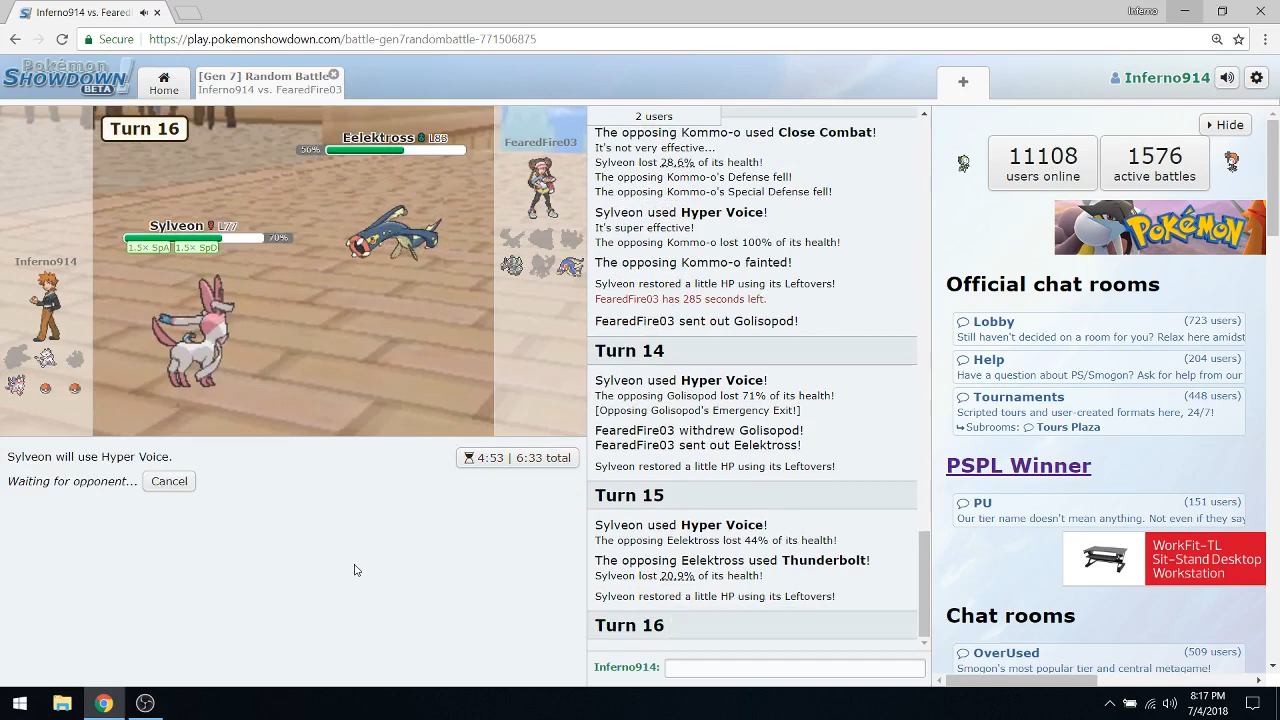 Inferno914 vs. Feared
Inferno
Secure
https://play.pokemonshowdown.com/battle-gen7randombattle-771506875
Pokémon
SHOWDOWN!
BETA
Home
[Gen 7] Random Battle
Inferno914 vs. FearedFire03
Inferno914
Turn 16
Eelektross
56%
FearedFire03
Sylveon L77
70%
1.5× SpA 1.5× SpD
Inferno914
Sylveon will use Hyper Voice.
4:53 | 6:33 total
Waiting for opponent...
Cancel
2 users
The opposing Kommo-o used Close Combat!
It's not very effective...
Sylveon lost 28.6% of its health!
The opposing Kommo-o's Defense fell!
The opposing Kommo-o's Special Defense fell!
Sylveon used Hyper Voice!
It's super effective!
The opposing Kommo-o lost 100% of its health!
The opposing Kommo-o fainted!
Sylveon restored a little HP using its Leftovers!
FearedFire03 has 285 seconds left.
FearedFire03 sent out Golisopod!
Turn 14
Sylveon used Hyper Voice!
The opposing Golisopod lost 71% of its health!
[Opposing Golisopod's Emergency Exit!]
FearedFire03 withdrew Golisopod!
FearedFire03 sent out Eelektross!
Sylveon restored a little HP using its Leftovers!
Turn 15
Sylveon used Hyper Voice!
The opposing Eelektross lost 44% of its health!
The opposing Eelektross used Thunderbolt!
Sylveon lost 20.9% of its health!
Sylveon restored a little HP using its Leftovers!
Turn 16
Inferno914:
Hide
11108
users online
1576
active battles
Pokémon
Official chat rooms
Lobby
(723 users)
Still haven't decided on a room for you? Relax here amidst
Help
(204 users)
Have a question about PS/Smogon? Ask for help from our
Tournaments
(448 users)
Scripted tours and user-created formats here, 24/7!
Subrooms: Tours Plaza
PSPL Winner
PU
(151 users)
Our tier name doesn't mean anything. Not even if they say
WorkFit-TL
Sit-Stand Desktop
Workstation
Chat rooms
OverUsed
(509 users)
Smogon's most popular tier and central metagame!
8:17 PM
7/4/2018